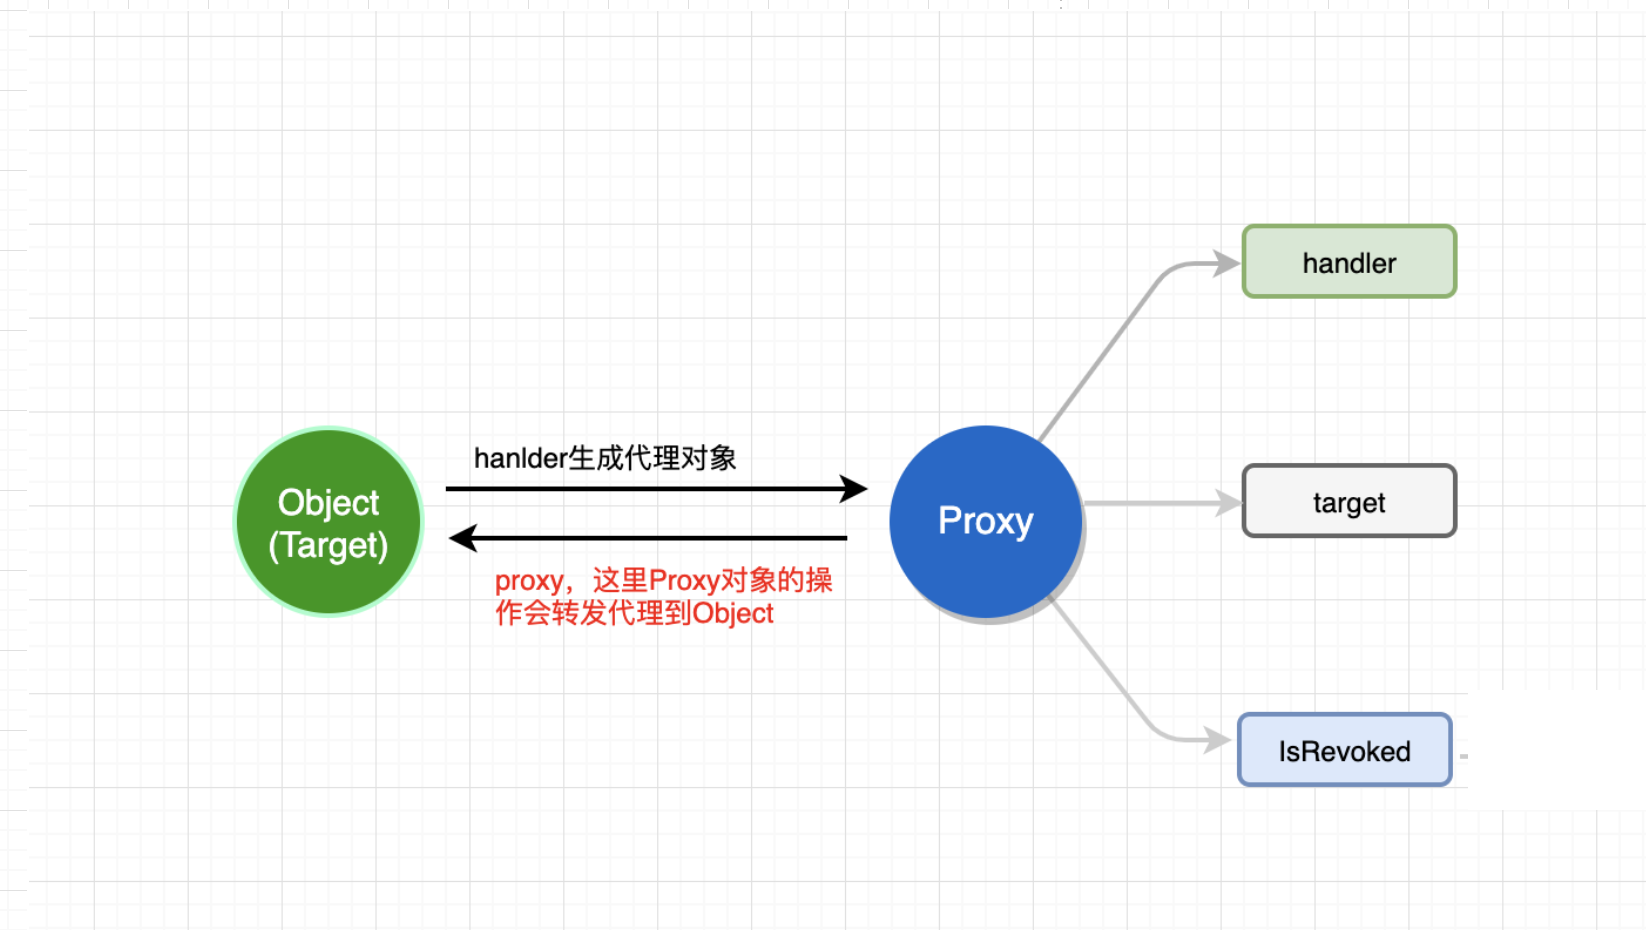 Object
(Target)
hanlder生成代理对象
proxy，这里Proxy对象的操
作会转发代理到Object
Proxy
handler
target
IsRevoked